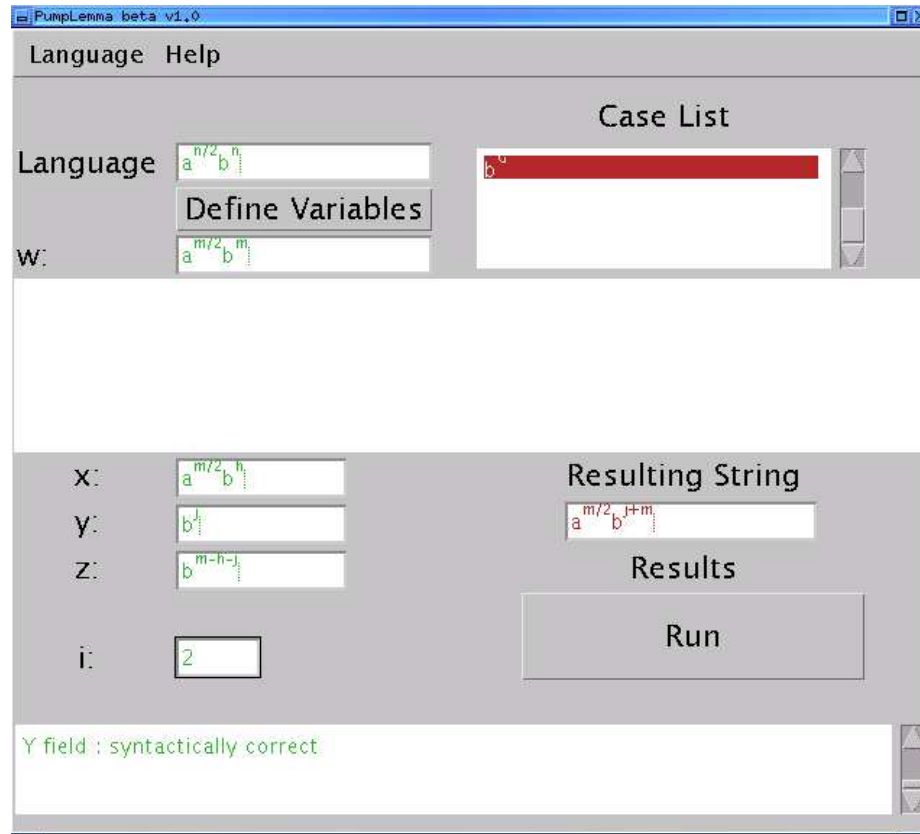 PumpLemma beta v1.0
Language Help
Case List
Language a^n/2 b^n
Define Variables
w: a^m/2 b^m
x: a^m/2 b^h
y: b^j
z: b^m-h-j
Resulting String
a^m/2 b^j+m
Results
Run
i: 2
Y field : syntactically correct